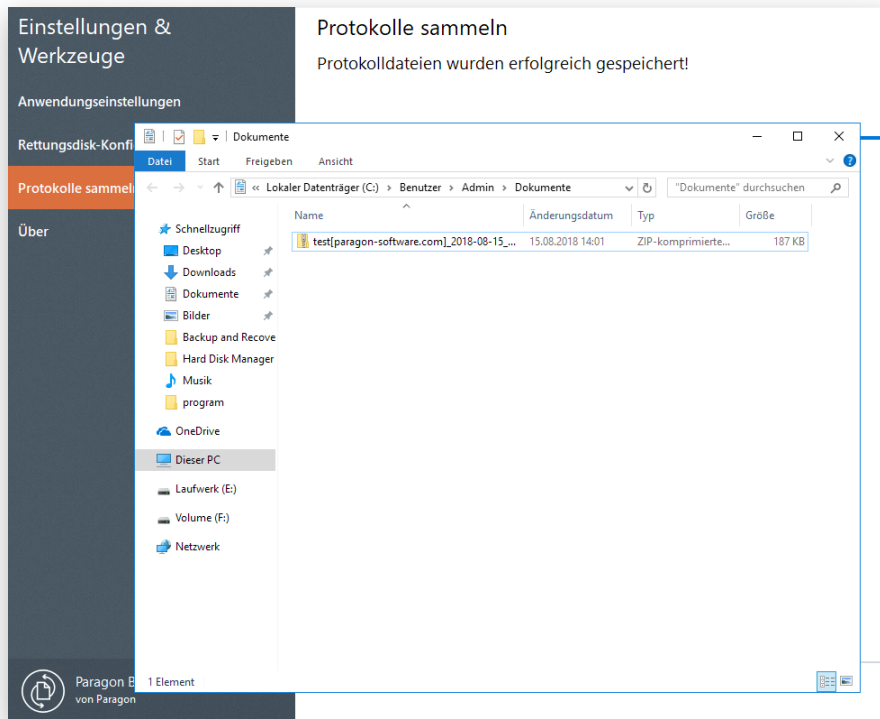 Einstellungen &
Werkzeuge
Anwendungseinstellungen
Rettungsdisk-Konfi
Protokolle sammeln
Über
Paragon B
von Paragon
Protokolle sammeln
Protokolldateien wurden erfolgreich gespeichert!
Dokumente
Datei Start Freigeben Ansicht
« Lokaler Datenträger (C:) › Benutzer › Admin › Dokumente
"Dokumente" durchsuchen
Name Änderungsdatum Typ Größe
test[paragon-software.com]_2018-08-15_... 15.08.2018 14:01 ZIP-komprimierte... 187 KB
Schnellzugriff
Desktop
Downloads
Dokumente
Bilder
Backup and Recove
Hard Disk Manager
Musik
program
OneDrive
Dieser PC
Laufwerk (E:)
Volume (F:)
Netzwerk
1 Element